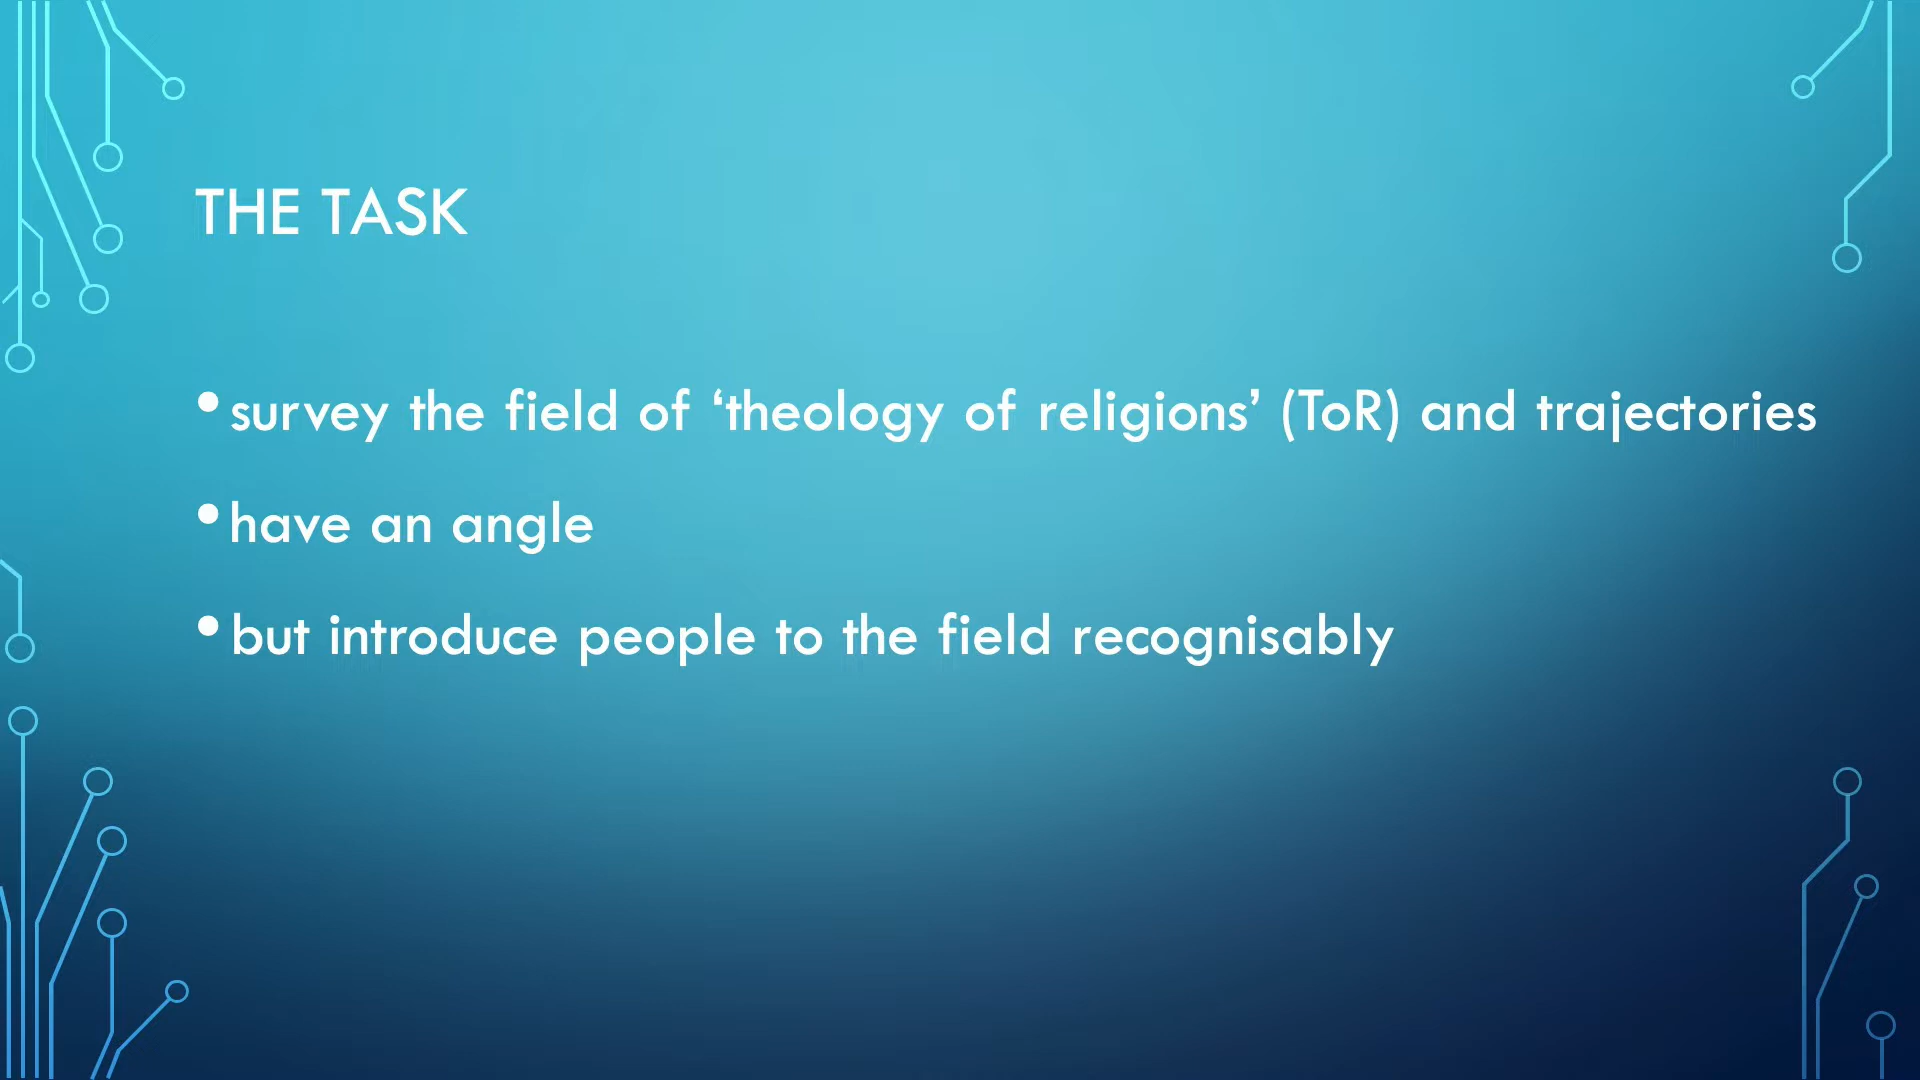 THE TASK
• survey the field of ‘theology of religions’ (ToR) and trajectories
• have an angle
• but introduce people to the field recognisably